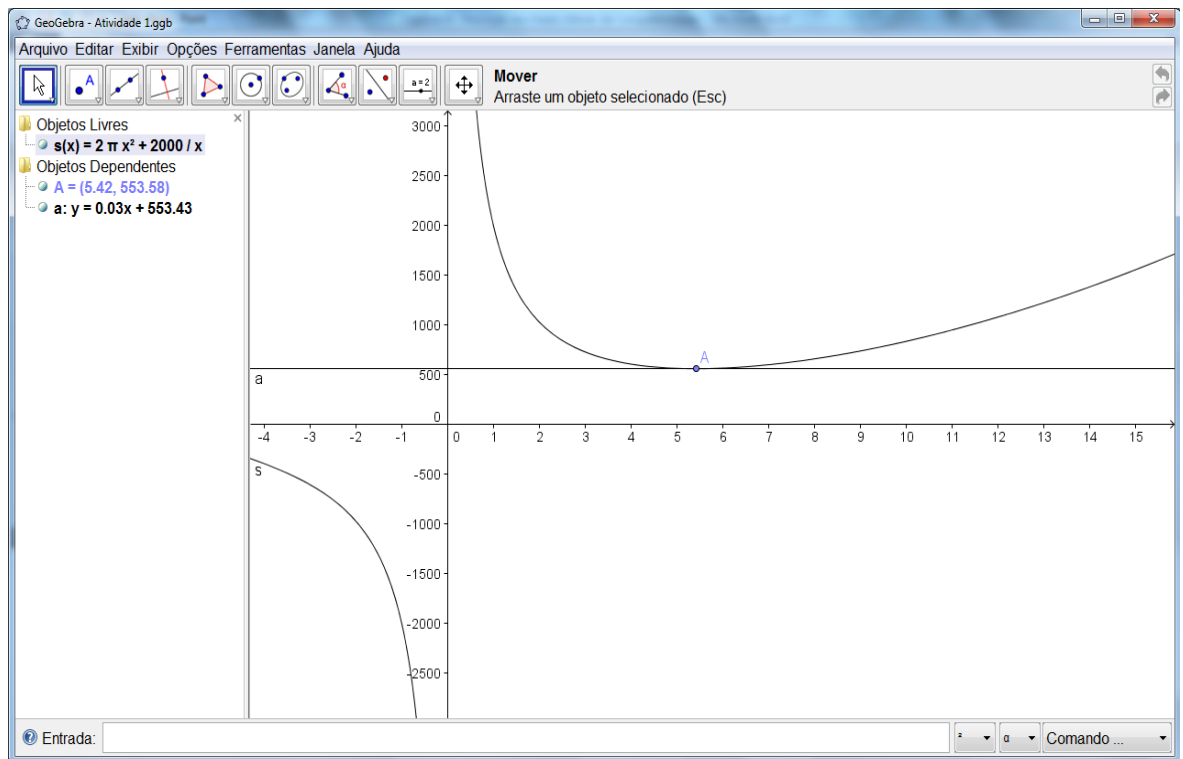 GeoGebra - Atividade 1.ggb
Arquivo Editar Exibir Opções Ferramentas Janela Ajuda
A
α
a = 2
Mover
Arraste um objeto selecionado (Esc)
Objetos Livres
s(x) = 2 π x² + 2000 / x
Objetos Dependentes
A = (5.42, 553.58)
a: y = 0.03x + 553.43
3000
2500
2000
1500
1000
A
a
500
0
-4 -3 -2 -1 0 1 2 3 4 5 6 7 8 9 10 11 12 13 14 15
s
-500
-1000
-1500
-2000
-2500
Entrada:
² α Comando ...